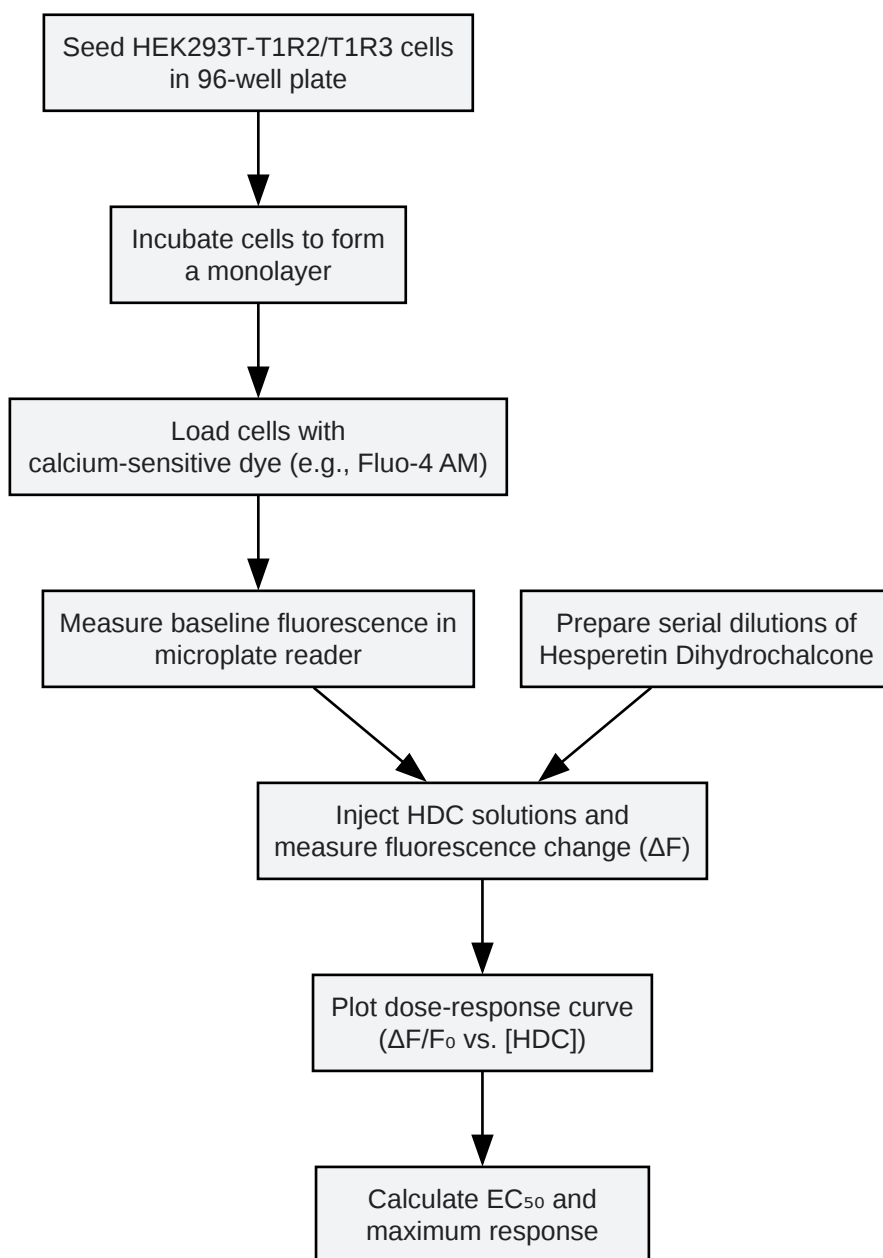 Seed HEK293T-T1R2/T1R3 cells
in 96-well plate
Incubate cells to form
a monolayer
Load cells with
calcium-sensitive dye (e.g., Fluo-4 AM)
Measure baseline fluorescence in
microplate reader
Prepare serial dilutions of
Hesperetin Dihydrochalcone
Inject HDC solutions and
measure fluorescence change (ΔF)
Plot dose-response curve
(ΔF/F₀ vs. [HDC])
Calculate EC₅₀ and
maximum response